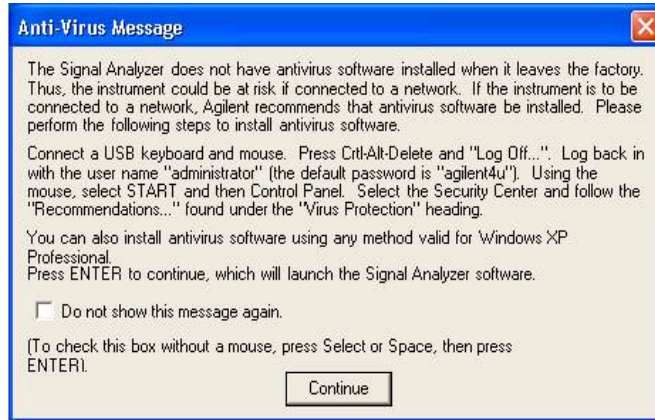 Anti-Virus Message
The Signal Analyzer does not have antivirus software installed when it leaves the factory.
Thus, the instrument could be at risk if connected to a network. If the instrument is to be
connected to a network, Agilent recommends that antivirus software be installed. Please
perform the following steps to install antivirus software.
Connect a USB keyboard and mouse. Press Crtl-Alt-Delete and "Log Off...". Log back in
with the user name "administrator" (the default password is "agilent4u"). Using the
mouse, select START and then Control Panel. Select the Security Center and follow the
"Recommendations..." found under the "Virus Protection" heading.
You can also install antivirus software using any method valid for Windows XP
Professional.
Press ENTER to continue, which will launch the Signal Analyzer software.
Do not show this message again.
(To check this box without a mouse, press Select or Space, then press
ENTER).
Continue